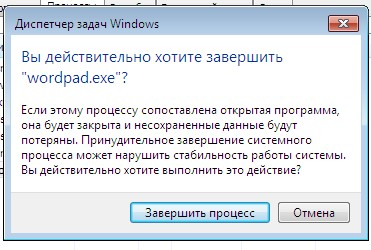 Диспетчер задач Windows
Вы действительно хотите завершить
"wordpad.exe"?
Если этому процессу сопоставлена открытая программа,
она будет закрыта и несохраненные данные будут
потеряны. Принудительное завершение системного
процесса может нарушить стабильность работы системы.
Вы действительно хотите выполнить это действие?
Завершить процесс
Отмена